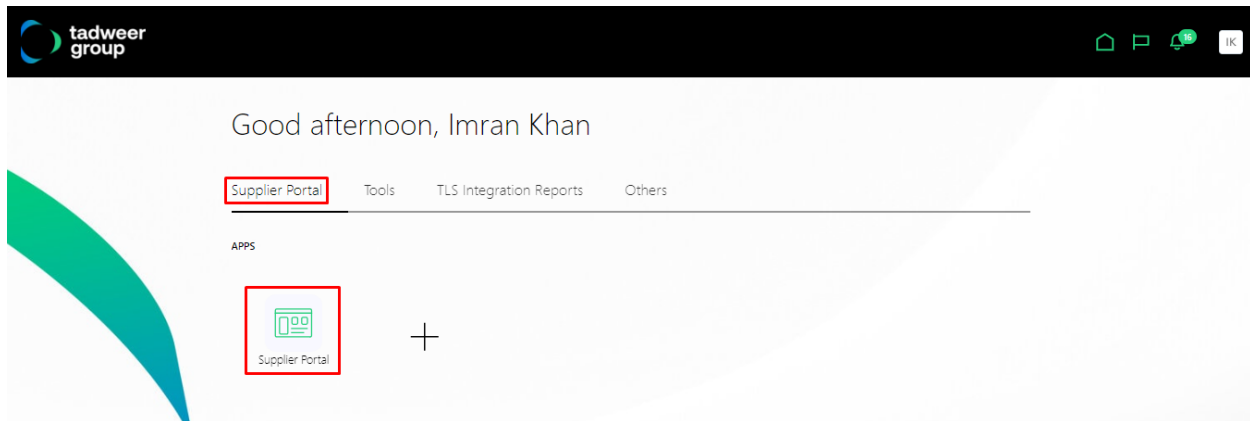 tadweer
group
16
IK
Good afternoon, Imran Khan
Supplier Portal Tools TLS Integration Reports Others
APPS
Supplier Portal